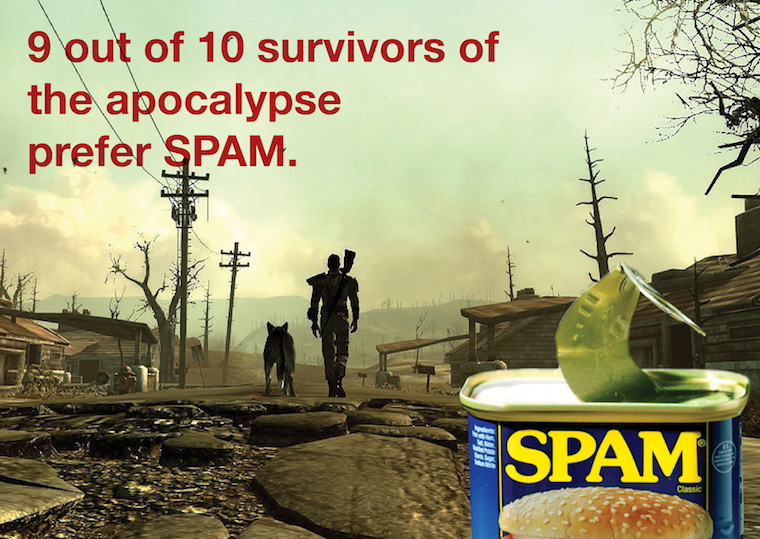 9 out of 10 survivors of
the apocalypse
prefer SPAM.
SPAM®
Classic